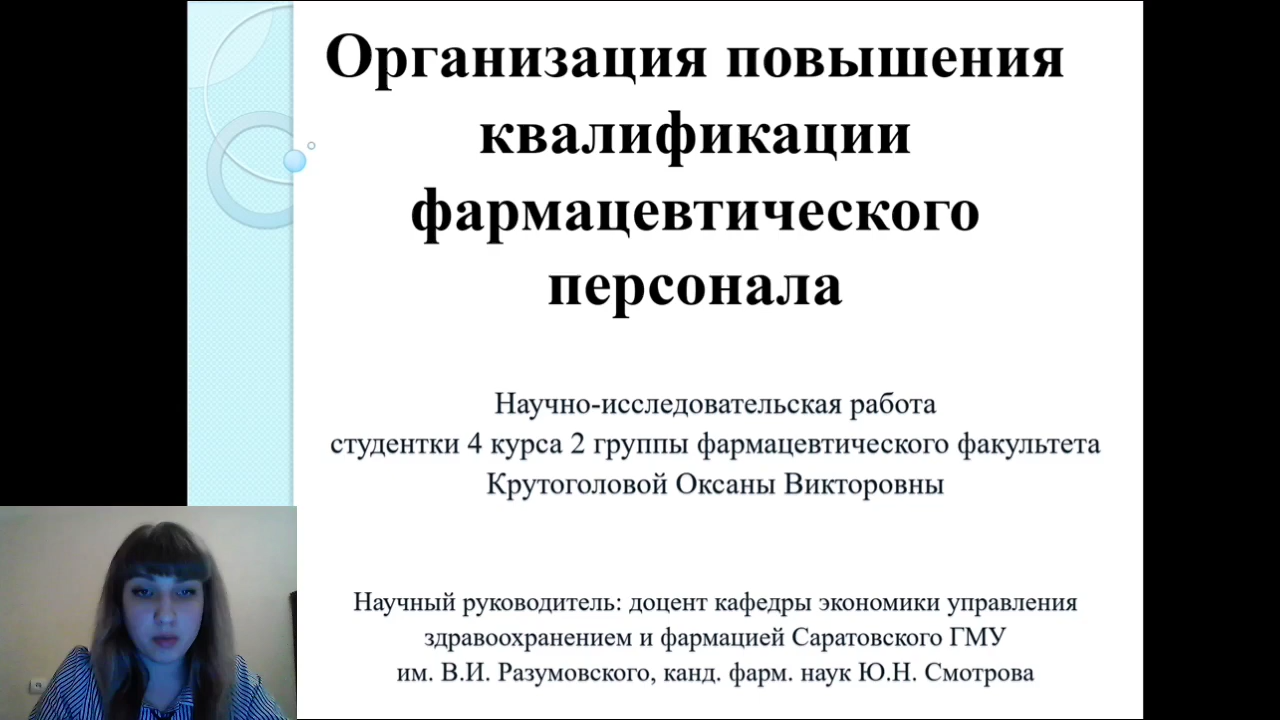 Организация повышения
квалификации
фармацевтического
персонала
Научно-исследовательская работа
студентки 4 курса 2 группы фармацевтического факультета
Крутоголовой Оксаны Викторовны
Научный руководитель: доцент кафедры экономики управления
здравоохранением и фармацией Саратовского ГМУ
им. В.И. Разумовского, канд. фарм. наук Ю.Н. Смотрова